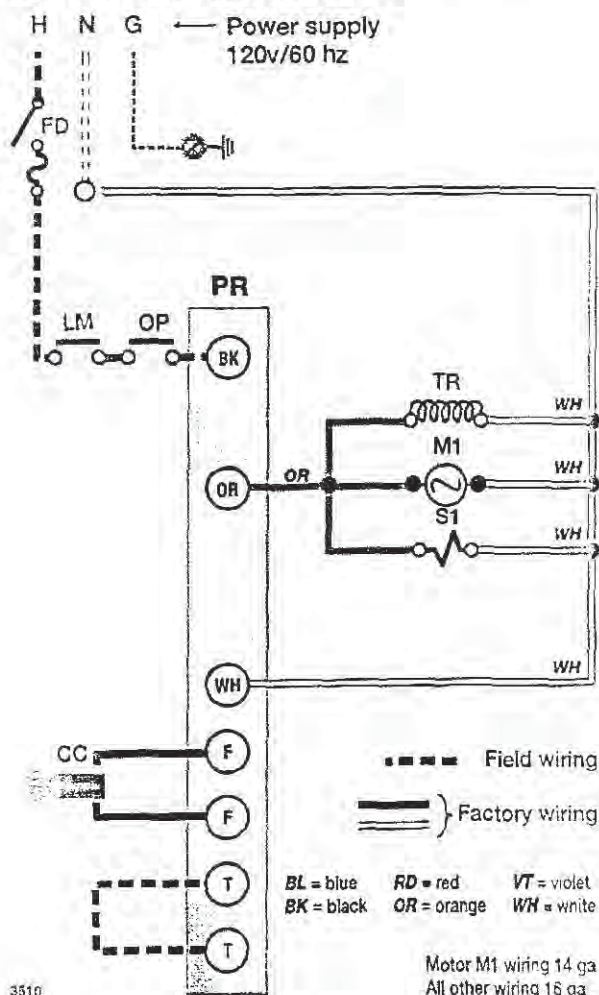 H N G ← Power supply
120v/60 hz
FD
PR
LM OP
BK
TR
WH
M1
OR
OR
WH
S1
WH
WH
WH
CC
F
Field wiring
F
Factory wiring
T
BL = blue RD = red VT = violet
BK = black OR = orange WH = white
T
Motor M1 wiring 14 ga
All other wiring 16 ga
3510